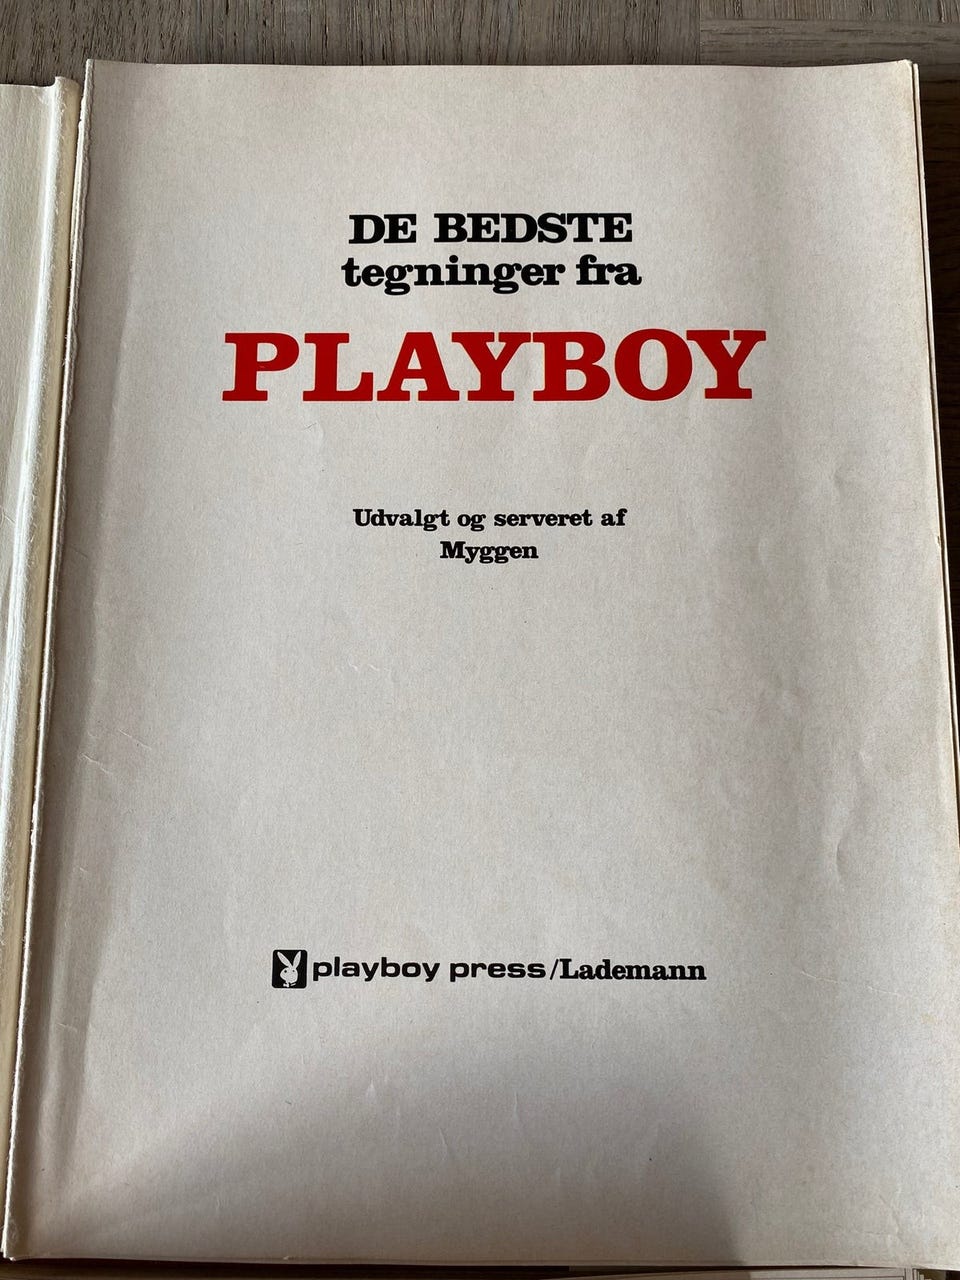 DE BEDSTE
tegninger fra
PLAYBOY
Udvalgt og serveret af
Myggen
playboy press/Lademann